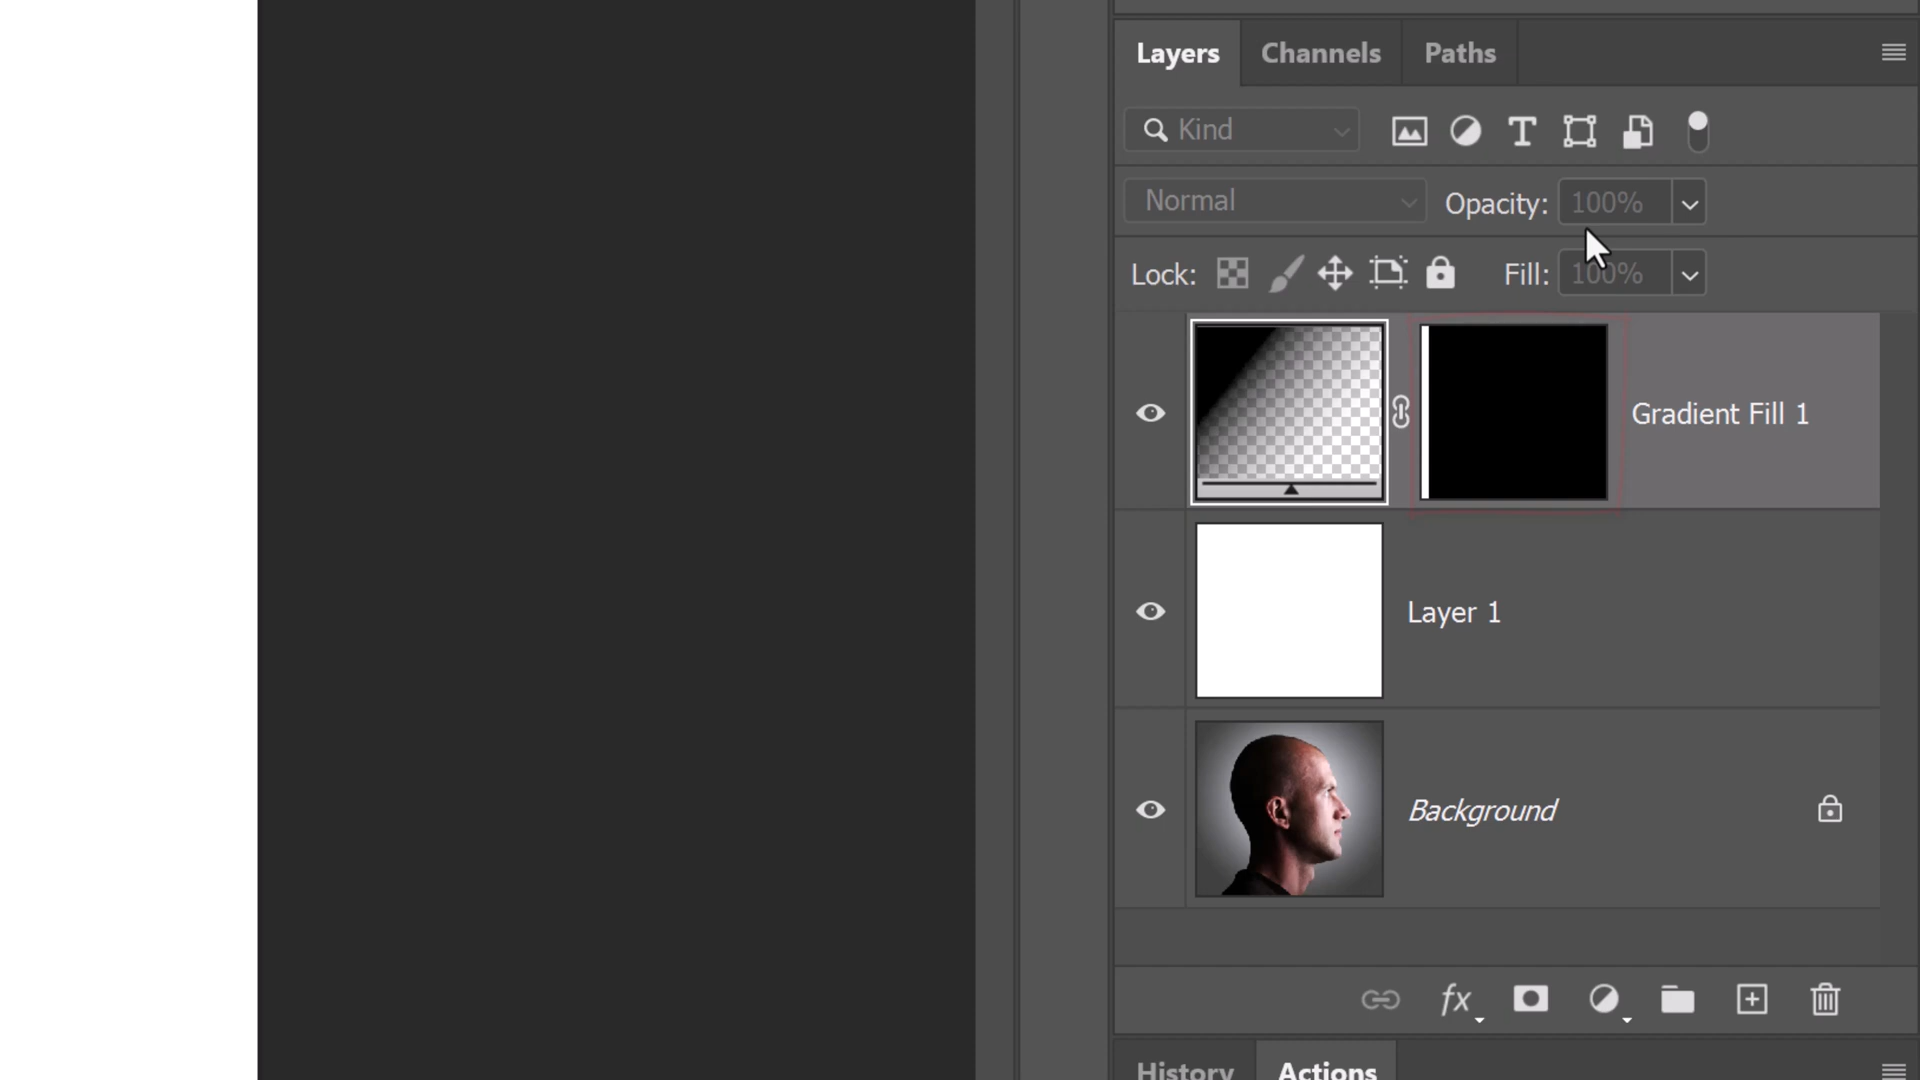 Layers Channels Paths
Kind
Normal Opacity: 100%
Lock: Fill: 100%
Gradient Fill 1
Layer 1
Background
fx
History Actions